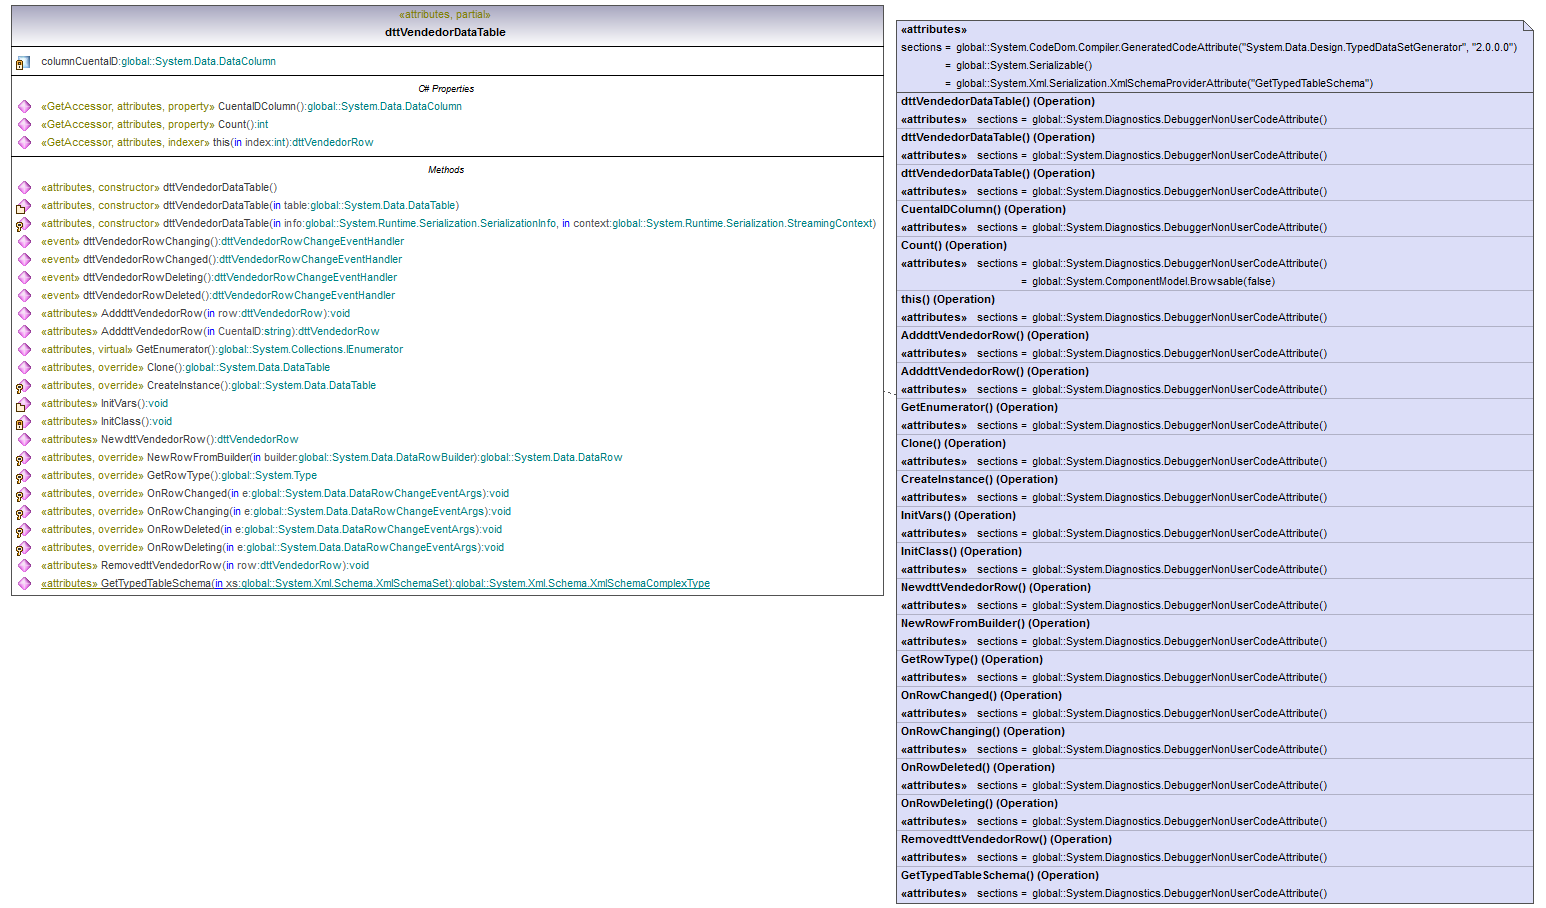 «attributes, partial»
dttVendedorDataTable
columnCuentaID:global::System.Data.DataColumn
C# Properties
«GetAccessor, attributes, property» CuentaIDColumn():global::System.Data.DataColumn
«GetAccessor, attributes, property» Count():int
«GetAccessor, attributes, indexer» this(in index:int):dttVendedorRow
Methods
«attributes, constructor» dttVendedorDataTable()
«attributes, constructor» dttVendedorDataTable(in table:global::System.Data.DataTable)
«attributes, constructor» dttVendedorDataTable(in info:global::System.Runtime.Serialization.SerializationInfo, in context:global::System.Runtime.Serialization.StreamingContext)
«event» dttVendedorRowChanging():dttVendedorRowChangeEventHandler
«event» dttVendedorRowChanged():dttVendedorRowChangeEventHandler
«event» dttVendedorRowDeleting():dttVendedorRowChangeEventHandler
«event» dttVendedorRowDeleted():dttVendedorRowChangeEventHandler
«attributes» AdddttVendedorRow(in row:dttVendedorRow):void
«attributes» AdddttVendedorRow(in CuentaID:string):dttVendedorRow
«attributes, virtual» GetEnumerator():global::System.Collections.IEnumerator
«attributes, override» Clone():global::System.Data.DataTable
«attributes, override» CreateInstance():global::System.Data.DataTable
«attributes» InitVars():void
«attributes» InitClass():void
«attributes» NewdttVendedorRow():dttVendedorRow
«attributes, override» NewRowFromBuilder(in builder:global::System.Data.DataRowBuilder):global::System.Data.DataRow
«attributes, override» GetRowType():global::System.Type
«attributes, override» OnRowChanged(in e:global::System.Data.DataRowChangeEventArgs):void
«attributes, override» OnRowChanging(in e:global::System.Data.DataRowChangeEventArgs):void
«attributes, override» OnRowDeleted(in e:global::System.Data.DataRowChangeEventArgs):void
«attributes, override» OnRowDeleting(in e:global::System.Data.DataRowChangeEventArgs):void
«attributes» RemovedttVendedorRow(in row:dttVendedorRow):void
«attributes» GetTypedTableSchema(in xs:global::System.Xml.Schema.XmlSchemaSet):global::System.Xml.Schema.XmlSchemaComplexType
«attributes»
sections = global::System.CodeDom.Compiler.GeneratedCodeAttribute("System.Data.Design.TypedDataSetGenerator", "2.0.0.0")
= global::System.Serializable()
= global::System.Xml.Serialization.XmlSchemaProviderAttribute("GetTypedTableSchema")
dttVendedorDataTable() (Operation)
«attributes» sections = global::System.Diagnostics.DebuggerNonUserCodeAttribute()
dttVendedorDataTable() (Operation)
«attributes» sections = global::System.Diagnostics.DebuggerNonUserCodeAttribute()
dttVendedorDataTable() (Operation)
«attributes» sections = global::System.Diagnostics.DebuggerNonUserCodeAttribute()
CuentaIDColumn() (Operation)
«attributes» sections = global::System.Diagnostics.DebuggerNonUserCodeAttribute()
Count() (Operation)
«attributes» sections = global::System.Diagnostics.DebuggerNonUserCodeAttribute()
= global::System.ComponentModel.Browsable(false)
this() (Operation)
«attributes» sections = global::System.Diagnostics.DebuggerNonUserCodeAttribute()
AdddttVendedorRow() (Operation)
«attributes» sections = global::System.Diagnostics.DebuggerNonUserCodeAttribute()
AdddttVendedorRow() (Operation)
«attributes» sections = global::System.Diagnostics.DebuggerNonUserCodeAttribute()
GetEnumerator() (Operation)
«attributes» sections = global::System.Diagnostics.DebuggerNonUserCodeAttribute()
Clone() (Operation)
«attributes» sections = global::System.Diagnostics.DebuggerNonUserCodeAttribute()
CreateInstance() (Operation)
«attributes» sections = global::System.Diagnostics.DebuggerNonUserCodeAttribute()
InitVars() (Operation)
«attributes» sections = global::System.Diagnostics.DebuggerNonUserCodeAttribute()
InitClass() (Operation)
«attributes» sections = global::System.Diagnostics.DebuggerNonUserCodeAttribute()
NewdttVendedorRow() (Operation)
«attributes» sections = global::System.Diagnostics.DebuggerNonUserCodeAttribute()
NewRowFromBuilder() (Operation)
«attributes» sections = global::System.Diagnostics.DebuggerNonUserCodeAttribute()
GetRowType() (Operation)
«attributes» sections = global::System.Diagnostics.DebuggerNonUserCodeAttribute()
OnRowChanged() (Operation)
«attributes» sections = global::System.Diagnostics.DebuggerNonUserCodeAttribute()
OnRowChanging() (Operation)
«attributes» sections = global::System.Diagnostics.DebuggerNonUserCodeAttribute()
OnRowDeleted() (Operation)
«attributes» sections = global::System.Diagnostics.DebuggerNonUserCodeAttribute()
OnRowDeleting() (Operation)
«attributes» sections = global::System.Diagnostics.DebuggerNonUserCodeAttribute()
RemovedttVendedorRow() (Operation)
«attributes» sections = global::System.Diagnostics.DebuggerNonUserCodeAttribute()
GetTypedTableSchema() (Operation)
«attributes» sections = global::System.Diagnostics.DebuggerNonUserCodeAttribute()